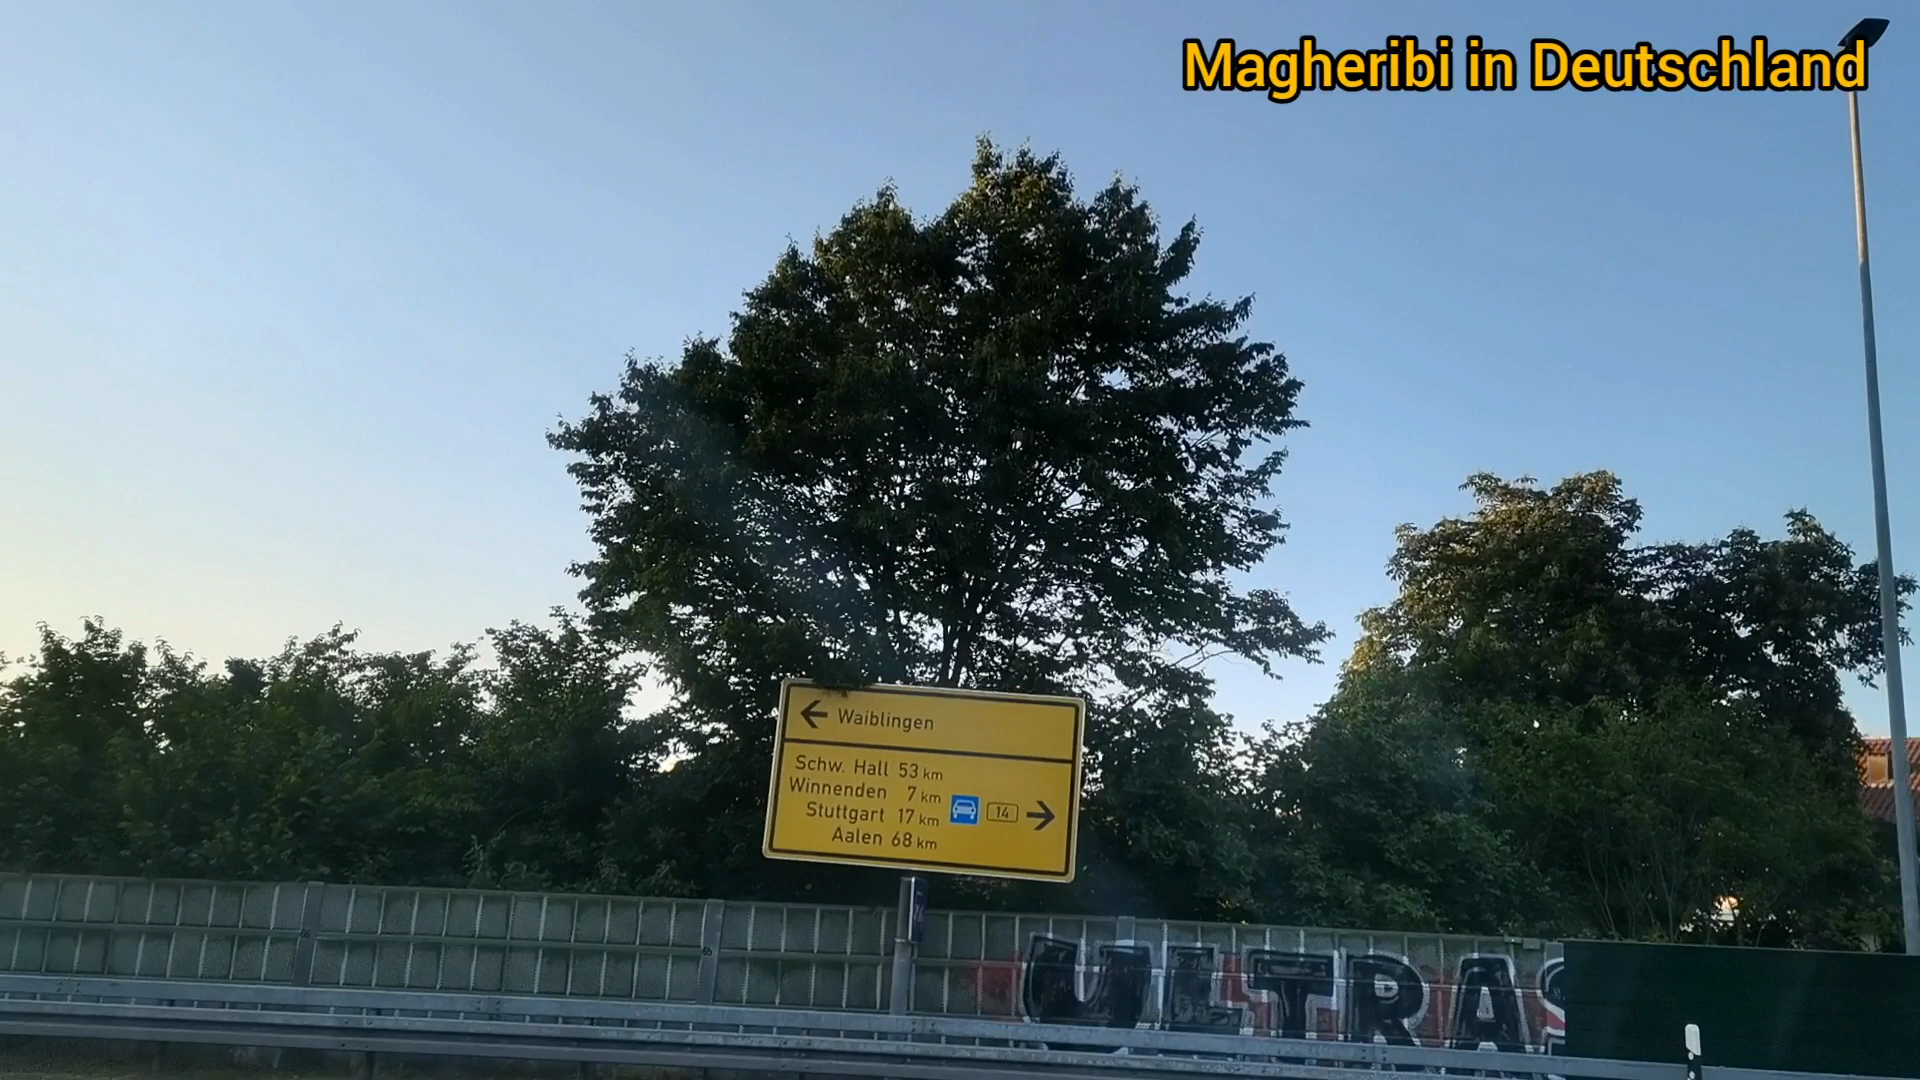 Magheribi in Deutschland
Waiblingen
Schw. Hall 53 km
Winnenden 7 km
Stuttgart 17 km
14
Aalen 68 km
ULTRAS